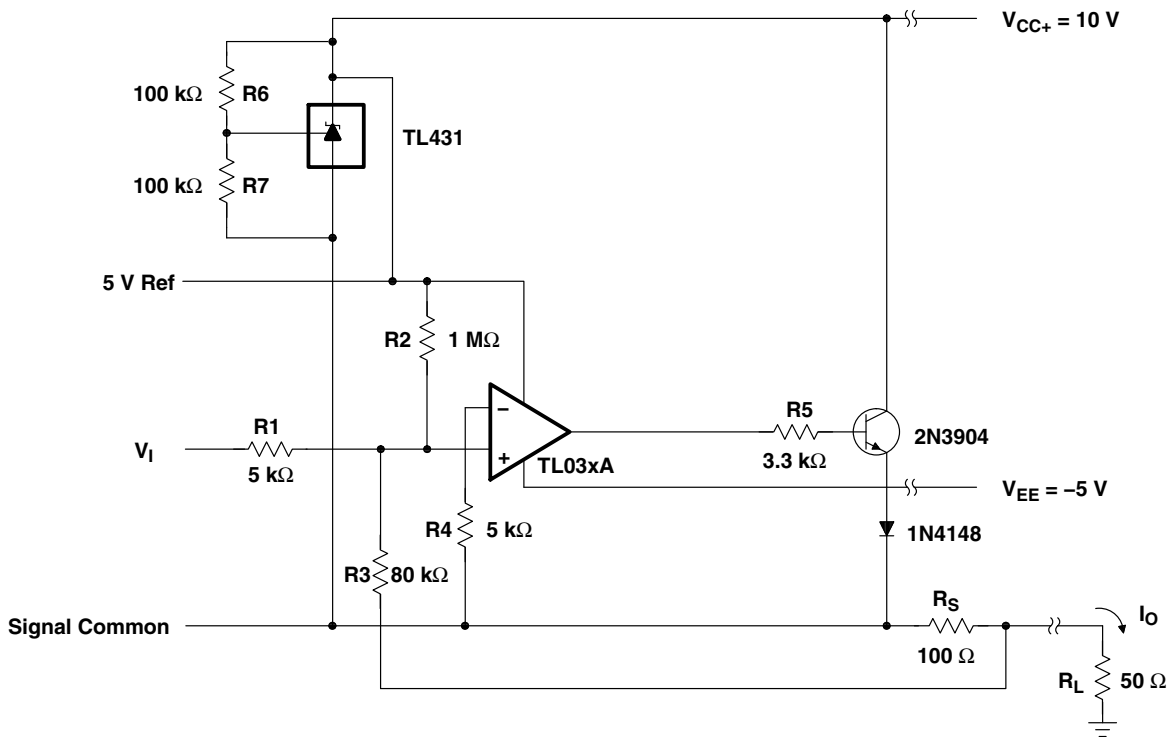 VCC+ = 10 V
100 kΩ R6
TL431
100 kΩ R7
5 V Ref
R2 1 MΩ
R1
R5
–
2N3904
VI
5 kΩ
+
TL03xA
3.3 kΩ
VEE = –5 V
R4 5 kΩ
1N4148
R3 80 kΩ
RS
IO
Signal Common
100 Ω
RL 50 Ω